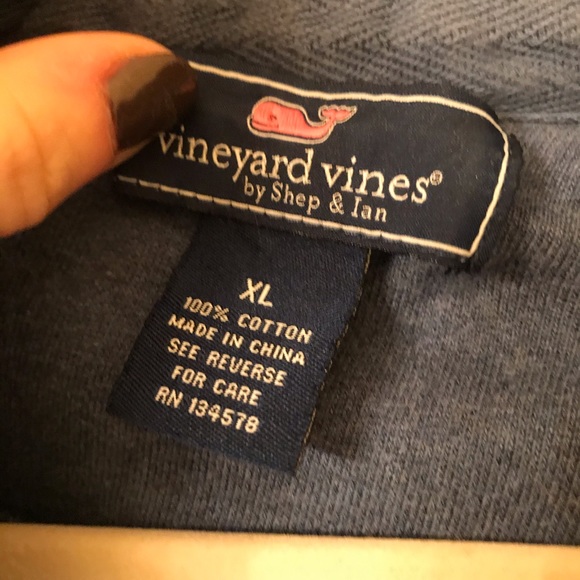 vineyard vines®
by Shep & Ian
XL
100% COTTON
MADE IN CHINA
SEE REVERSE
FOR CARE
RN 134578